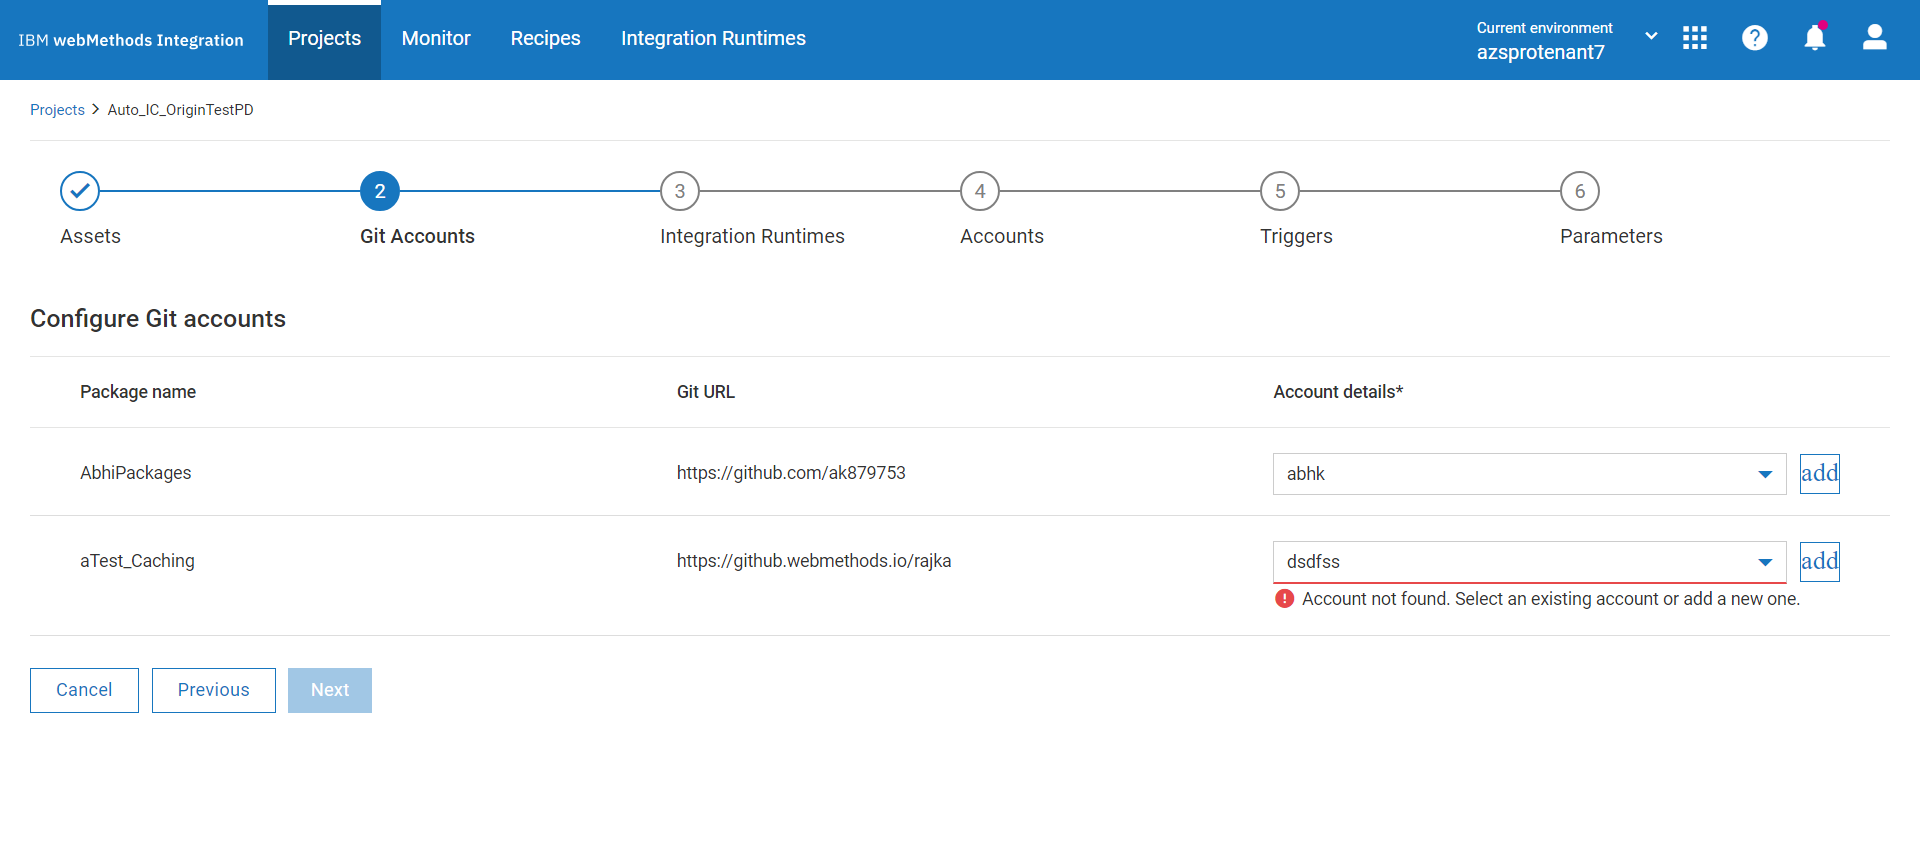 IBM webMethods Integration
Projects
Monitor
Recipes
Integration Runtimes
Current environment
azsprotenant7
Projects > Auto_IC_OriginTestPD
2
3
4
5
6
Assets
Git Accounts
Integration Runtimes
Accounts
Triggers
Parameters
Configure Git accounts
Package name
Git URL
Account details*
AbhiPackages
https://github.com/ak879753
abhk
add
aTest_Caching
https://github.webmethods.io/rajka
dsdfss
add
Account not found. Select an existing account or add a new one.
Cancel
Previous
Next